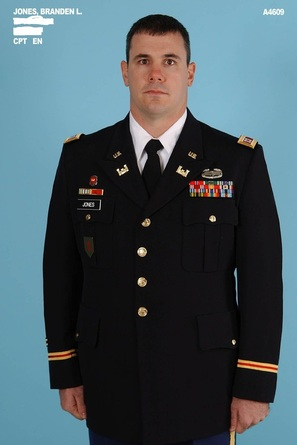 JONES, BRANDEN L.
A4609
CPT EN
U.S.
U.S.
JONES